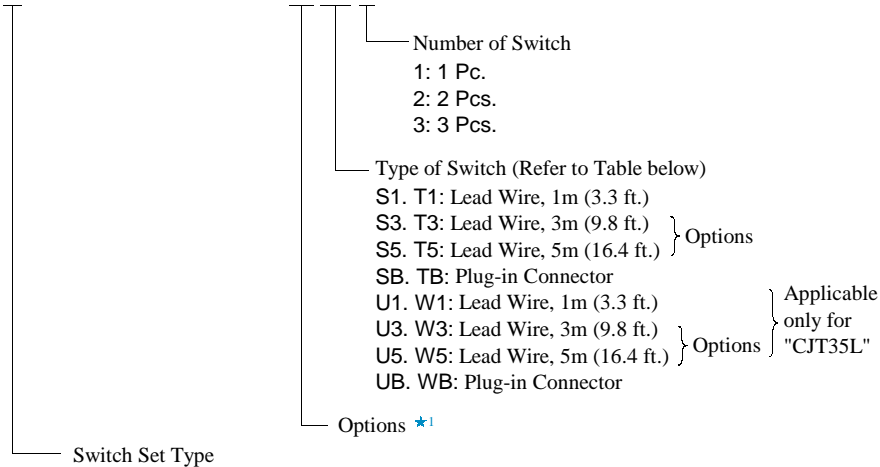 Number of Switch
1: 1 Pc.
2: 2 Pcs.
3: 3 Pcs.
Type of Switch (Refer to Table below)
S1. T1: Lead Wire, 1m (3.3 ft.)
S3. T3: Lead Wire, 3m (9.8 ft.)
S5. T5: Lead Wire, 5m (16.4 ft.)
Options
SB. TB: Plug-in Connector
U1. W1: Lead Wire, 1m (3.3 ft.)
U3. W3: Lead Wire, 3m (9.8 ft.)
U5. W5: Lead Wire, 5m (16.4 ft.)
Options
Applicable
only for
"CJT35L"
UB. WB: Plug-in Connector
Options ★1
Switch Set Type